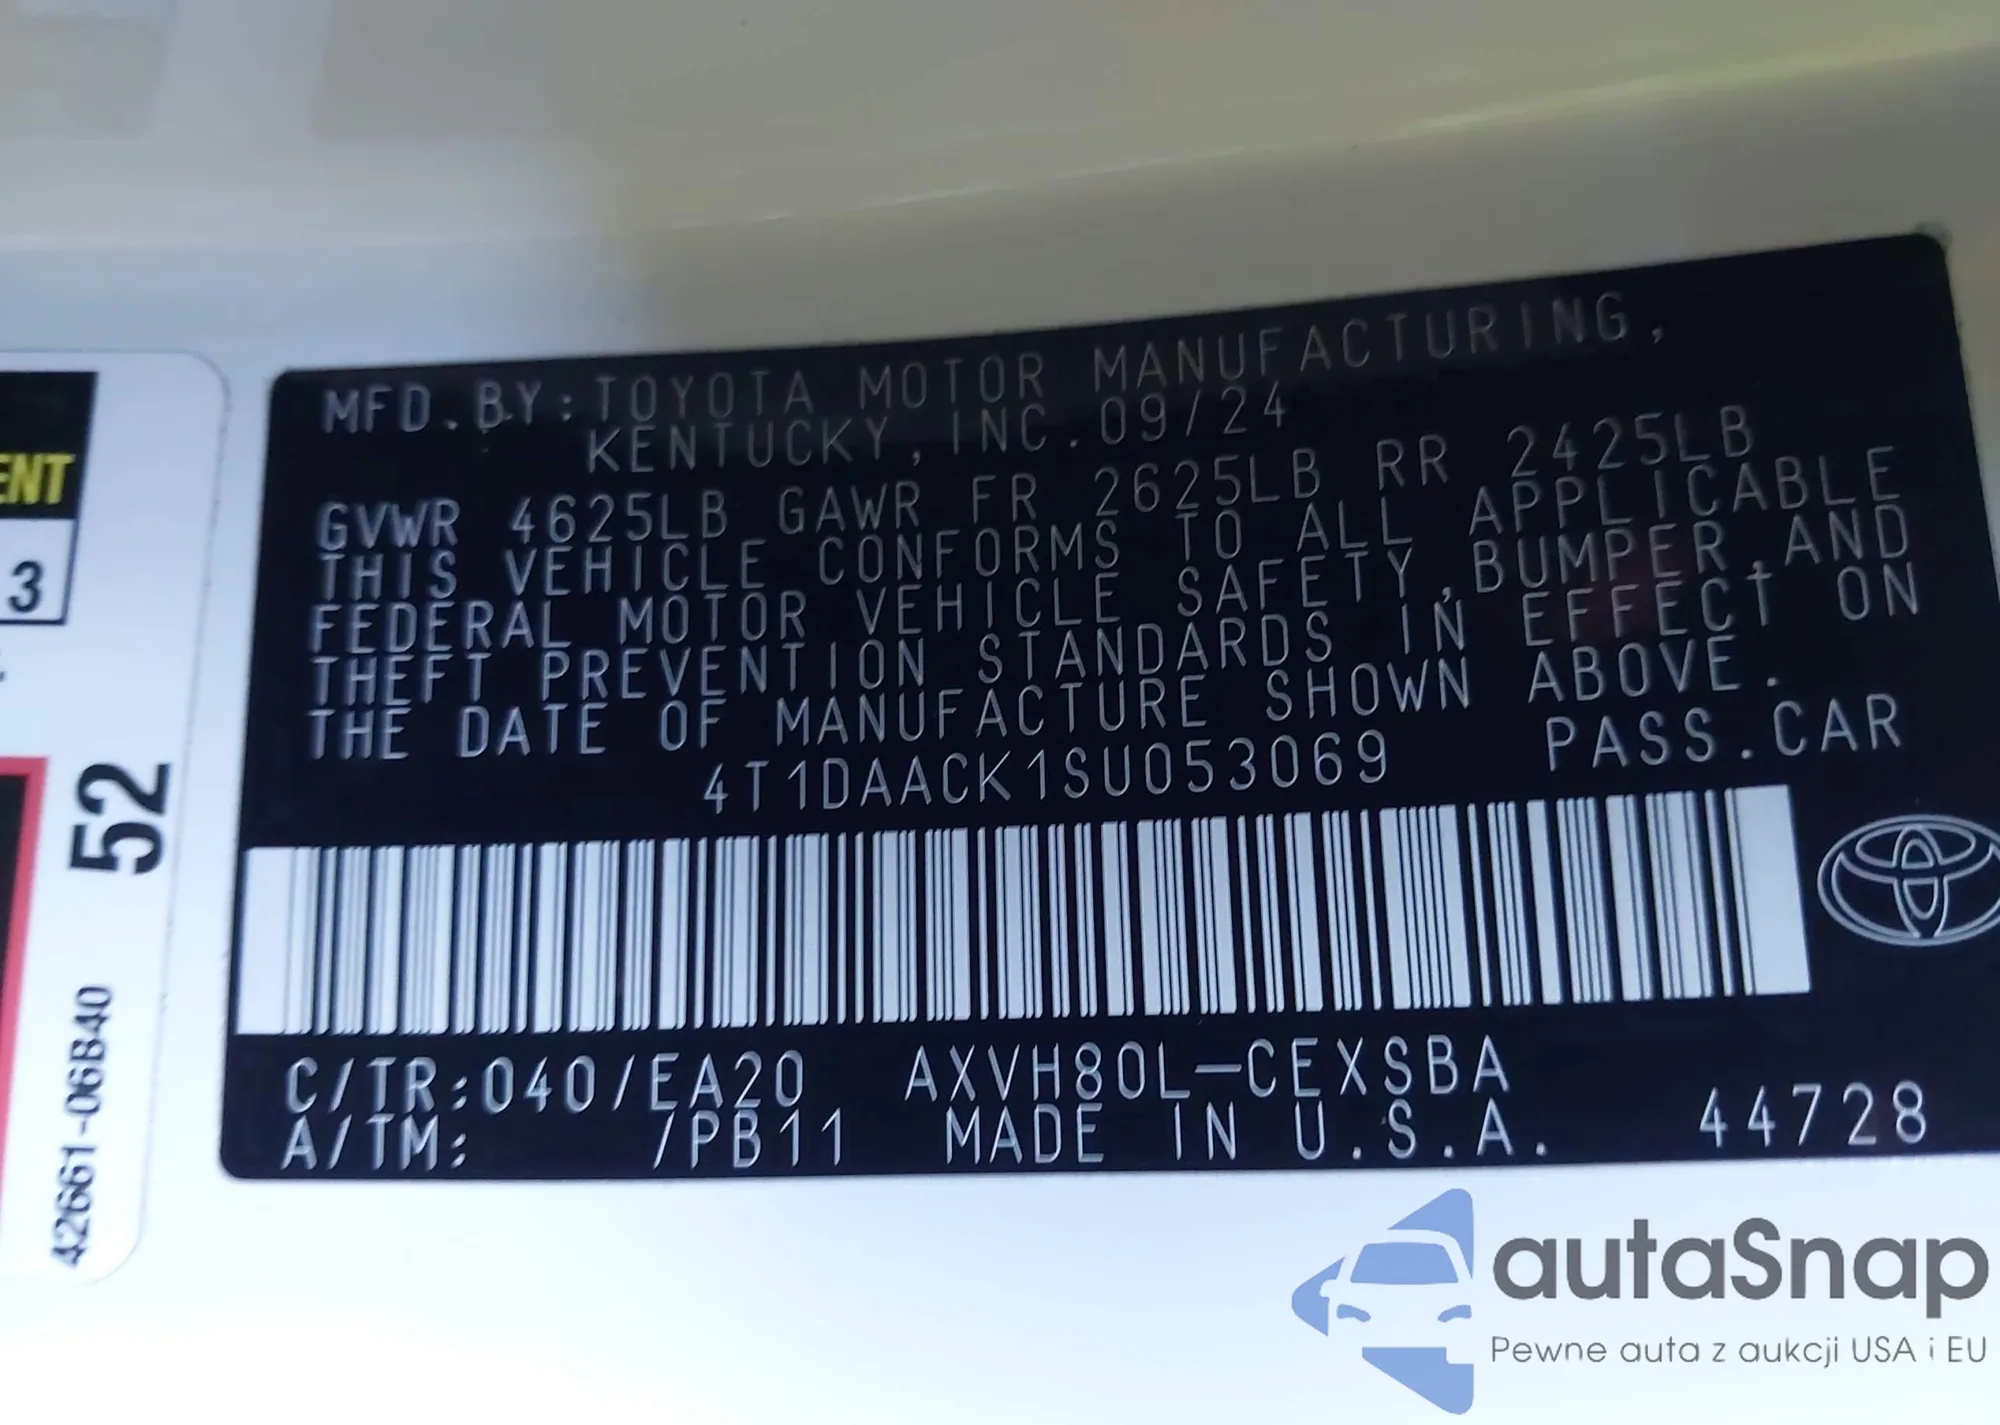 MFD.BY:TOYOTA MOTOR MANUFACTURING,
KENTUCKY, INC.09/24
GVWR 4625LB GAWR FR 2625LB RR 2425LB
THIS VEHICLE CONFORMS TO ALL APPLICABLE
FEDERAL MOTOR VEHICLE SAFETY,BUMPER,AND
THEFT PREVENTION STANDARDS IN EFFECT ON
THE DATE OF MANUFACTURE SHOWN ABOVE.
4T1DAACK1SU053069 PASS.CAR
C/TR:040/EA20 AXVH80L-CEXSBA
A/TM: /PB11 MADE IN U.S.A. 44728
ENT
3
52
42661-06B40
autaSnap
Pewne auta z aukcji USA i EU